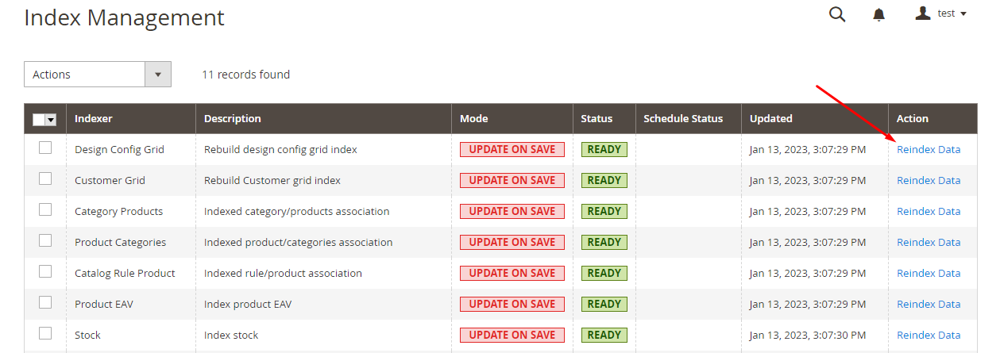 Index Management
test
Actions
11 records found
Indexer Description Mode Status Schedule Status Updated Action
Design Config Grid Rebuild design config grid index UPDATE ON SAVE READY Jan 13, 2023, 3:07:29 PM Reindex Data
Customer Grid Rebuild Customer grid index UPDATE ON SAVE READY Jan 13, 2023, 3:07:29 PM Reindex Data
Category Products Indexed category/products association UPDATE ON SAVE READY Jan 13, 2023, 3:07:29 PM Reindex Data
Product Categories Indexed product/categories association UPDATE ON SAVE READY Jan 13, 2023, 3:07:29 PM Reindex Data
Catalog Rule Product Indexed rule/product association UPDATE ON SAVE READY Jan 13, 2023, 3:07:29 PM Reindex Data
Product EAV Index product EAV UPDATE ON SAVE READY Jan 13, 2023, 3:07:29 PM Reindex Data
Stock Index stock UPDATE ON SAVE READY Jan 13, 2023, 3:07:30 PM Reindex Data